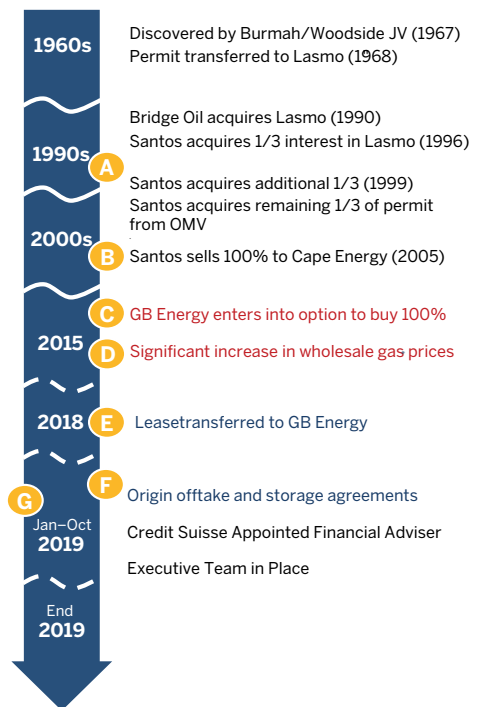 1960s
Discovered by Burmah/Woodside JV (1967)
Permit transferred to Lasmo (1968)
1990s
Bridge Oil acquires Lasmo (1990)
Santos acquires 1/3 interest in Lasmo (1996)
A
Santos acquires additional 1/3 (1999)
Santos acquires remaining 1/3 of permit
from OMV
2000s
B
Santos sells 100% to Cape Energy (2005)
C
GB Energy enters into option to buy 100%
2015
D
Significant increase in wholesale gas prices
2018
E
Leasetransferred to GB Energy
F
Origin offtake and storage agreements
G
Jan–Oct
2019
Credit Suisse Appointed Financial Adviser
Executive Team in Place
End
2019